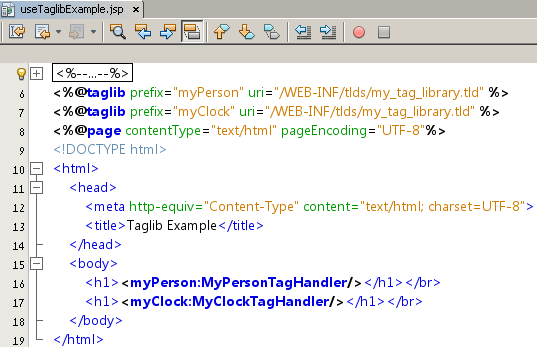 useTaglibExample.jsp
<%--...--%>
6 <%@taglib prefix="myPerson" uri="/WEB-INF/tlds/my_tag_library.tld" %>
7 <%@taglib prefix="myClock" uri="/WEB-INF/tlds/my_tag_library.tld" %>
8 <%@page contentType="text/html" pageEncoding="UTF-8"%>
9 <!DOCTYPE html>
10 <html>
11 <head>
12 <meta http-equiv="Content-Type" content="text/html; charset=UTF-8">
13 <title>Taglib Example</title>
14 </head>
15 <body>
16 <h1><myPerson:MyPersonTagHandler/></h1></br>
17 <h1><myClock:MyClockTagHandler/></h1></br>
18 </body>
19 </html>